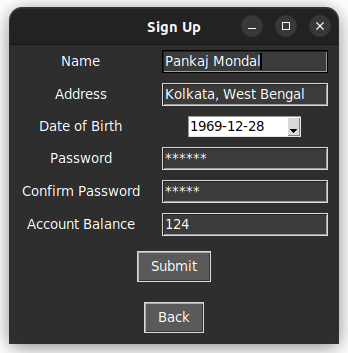 Sign Up
Name Pankaj Mondal
Address Kolkata, West Bengal
Date of Birth 1969-12-28
Password ******
Confirm Password *****
Account Balance 124
Submit
Back